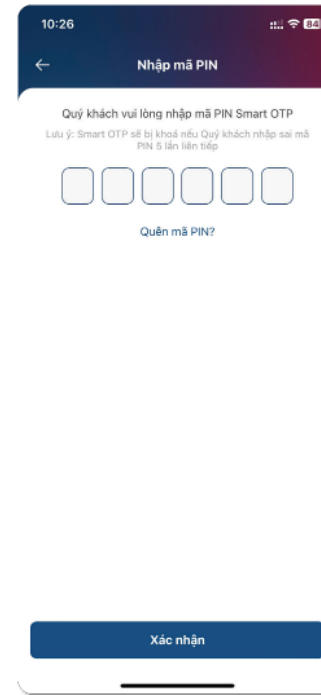 10:26
84
Nhập mã PIN
Quý khách vui lòng nhập mã PIN Smart OTP
Lưu ý: Smart OTP sẽ bị khoá nếu Quý khách nhập sai mã
PIN 5 lần liên tiếp
Quên mã PIN?
Xác nhận